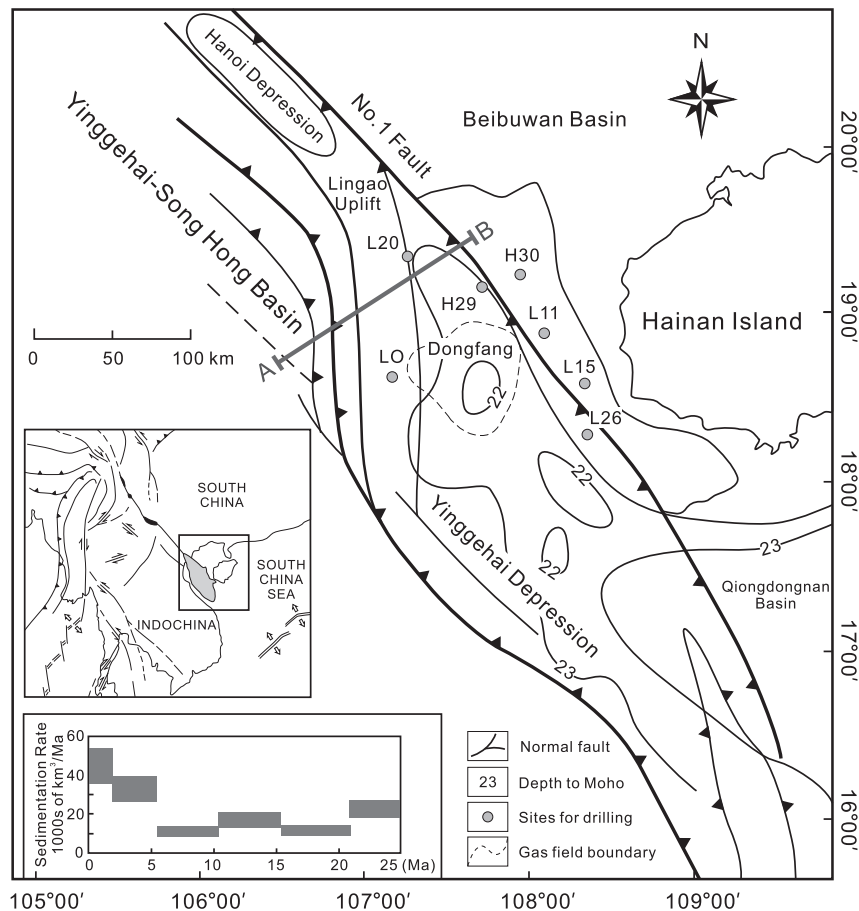 Hanoi Depression
No.1 Fault
Beibuwan Basin
N
Yinggehai-Song Hong Basin
Lingao
Uplift
L20
B
H30
H29
L11
Hainan Island
A
LO
Dongfang
L15
22
L26
0 50 100 km
22
Yinggehai Depression
22
23
Qiongdongnan
Basin
23
20°00′
19°00′
18°00′
17°00′
16°00′
SOUTH
CHINA
SOUTH
CHINA
SEA
INDOCHINA
Sedimentation Rate
1000s of km³/Ma
60
40
20
0
0 5 10 15 20 25 (Ma)
Normal fault
23 Depth to Moho
Sites for drilling
Gas field boundary
105°00′ 106°00′ 107°00′ 108°00′ 109°00′